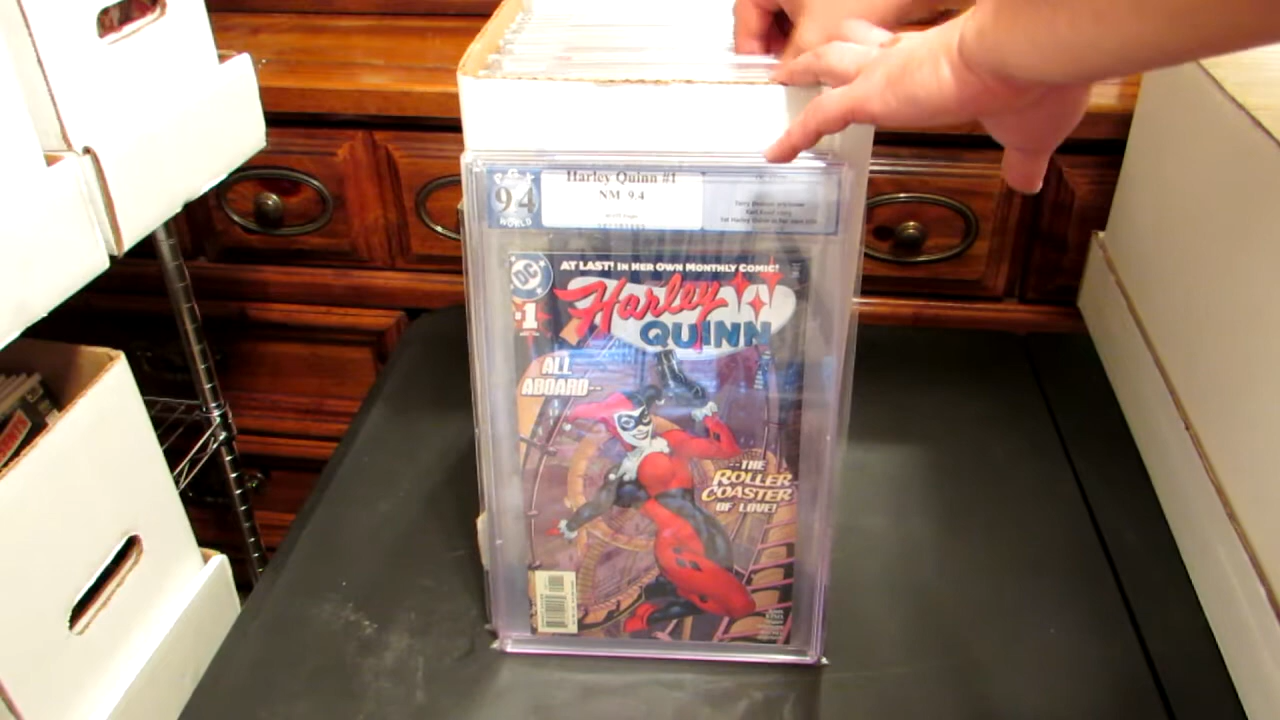 Harley Quinn #1
94
NM 9.4
WORLD
DC
AT LAST! IN HER OWN MONTHLY COMIC!
Harley
QUINN
1
ALL
ABOARD--
--THE
ROLLER
COASTER
OF LOVE!